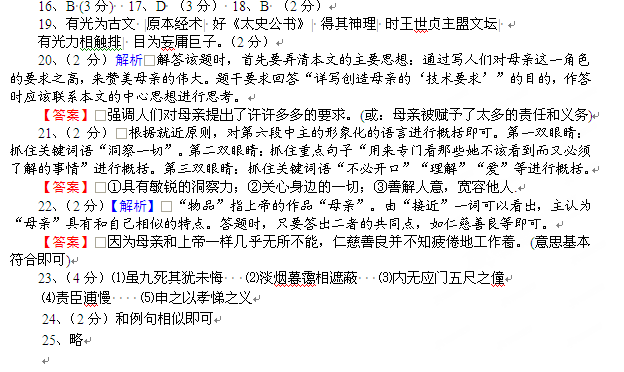 16、B (3分) 17、D （3分） 18、B （2分）
19、有光为古文 原本经术 好《太史公书》 得其神理 时王世贞主盟文坛
有光力相触排 目为妄庸巨子。（2分）
20、（2分）解析□解答该题时，首先要弄清本文的主要思想：通过写人们对母亲这一角色
的要求之高，来赞美母亲的伟大。题干要求回答“详写创造母亲的‘技术要求’”的目的，作答
时应该联系本文的中心思想进行思考。
【答案】□强调人们对母亲提出了许许多多的要求。(或：母亲被赋予了太多的责任和义务)
21、（2分）□根据就近原则，对第六段中主的形象化的语言进行概括即可。第一双眼睛：
抓住关键词语“洞察一切”。第二双眼睛：抓住重点句子“用来专门看那些她不该看到而又必须
了解的事情”进行概括。第三双眼睛：抓住关键词语“不必开口”“理解”“爱”等进行概括。
【答案】□①具有敏锐的洞察力；②关心身边的一切；③善解人意，宽容他人.
22、（2分）【解析】□“物品”指上帝的作品“母亲”。由“接近”一词可以看出，主认为
“母亲”具有和自己相似的特点。答题时，只要答出二者的共同点，如仁慈善良等即可。
【答案】□因为母亲和上帝一样几乎无所不能，仁慈善良并不知疲倦地工作着。(意思基本
符合即可)
23、（4分）⑴虽九死其犹未悔 ⑵淡烟暮霭相遮蔽 ⑶内无应门五尺之僮
⑷责臣逋慢 ⑸申之以孝悌之义
24、（2分）和例句相似即可
25、略